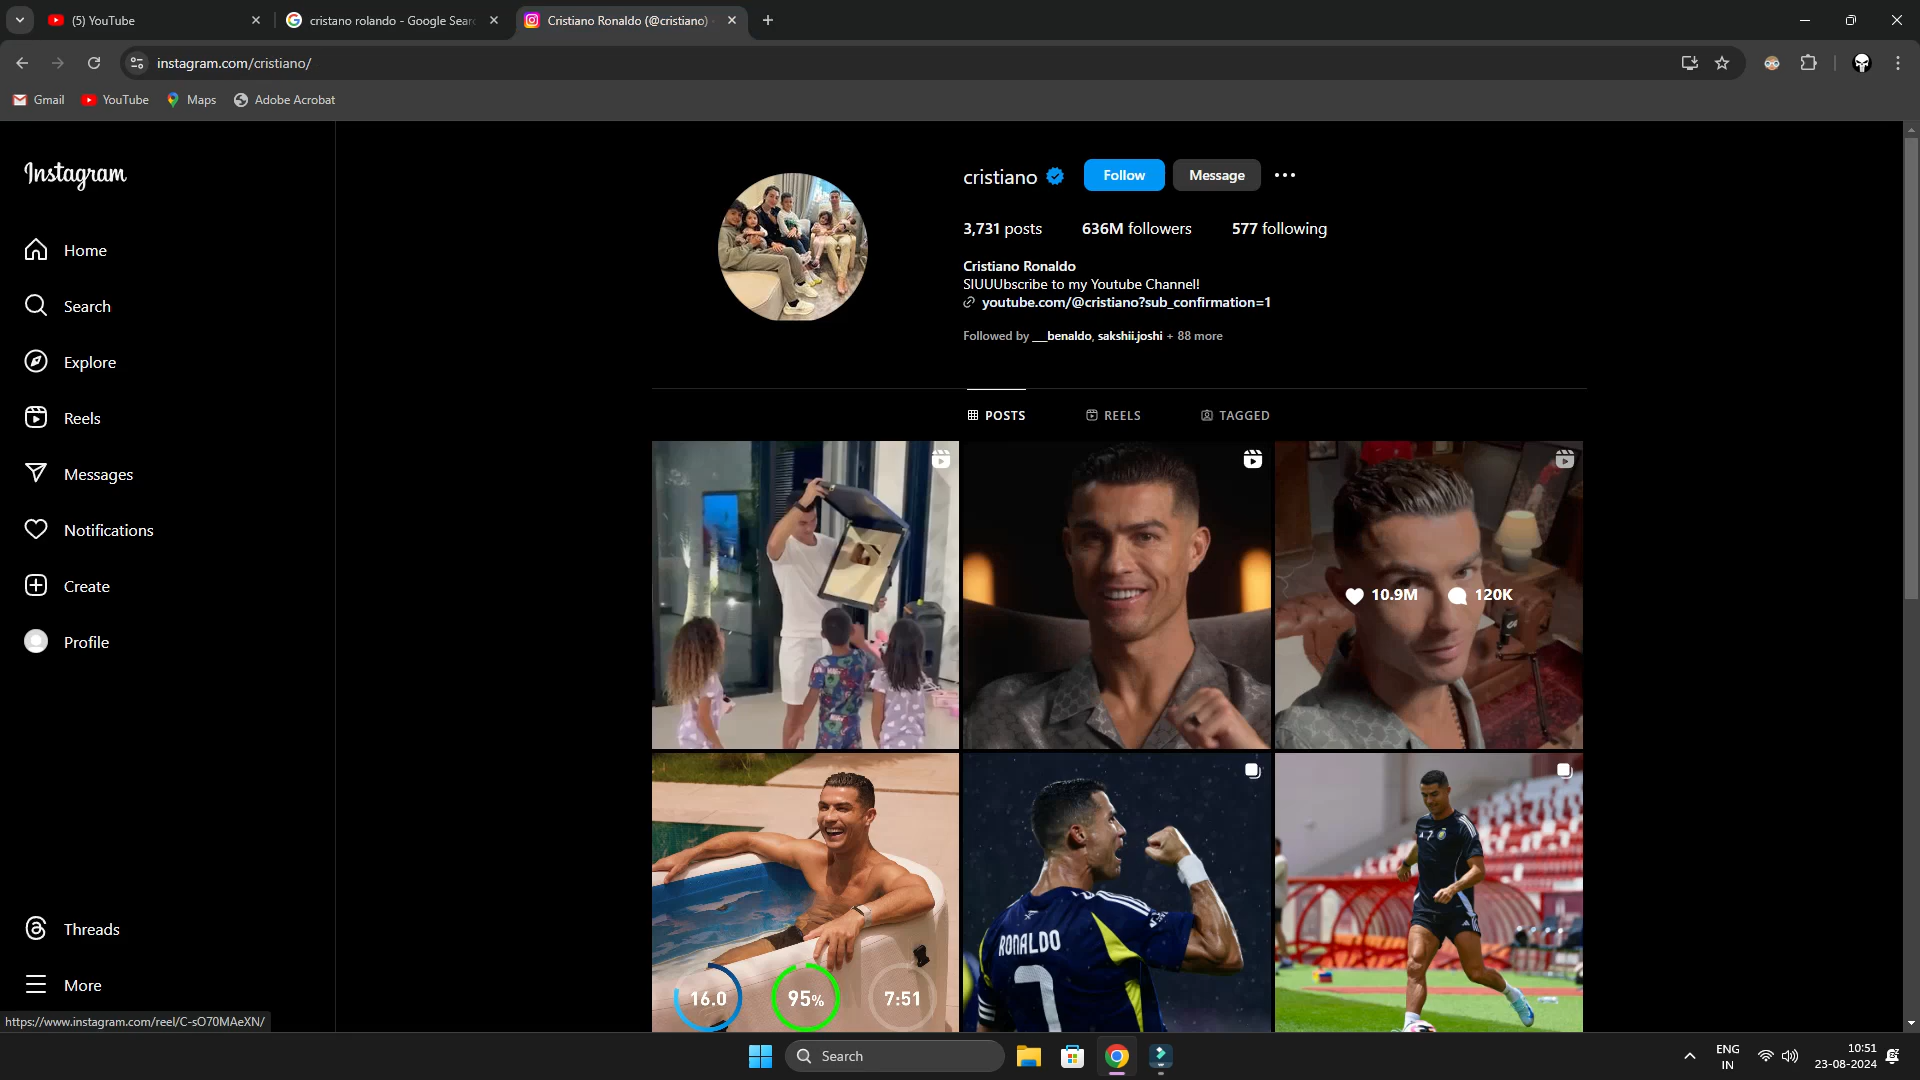 (5) YouTube
cristano rolando - Google Sear
Cristiano Ronaldo (@cristiano)
instagram.com/cristiano/
Gmail
YouTube
Maps
Adobe Acrobat
Instagram
Home
Search
Explore
Reels
Messages
Notifications
Create
Profile
Threads
More
https://www.instagram.com/reel/C-sO70MAeXN/
cristiano
Follow
Message
3,731 posts
636M followers
577 following
Cristiano Ronaldo
SIUUUbscribe to my Youtube Channel!
youtube.com/@cristiano?sub_confirmation=1
Followed by __benaldo, sakshii.joshi + 88 more
POSTS
REELS
TAGGED
10.9M
120K
RONALDO
7
7
16.0
95%
7:51
Search
ENG
IN
10:51
23-08-2024